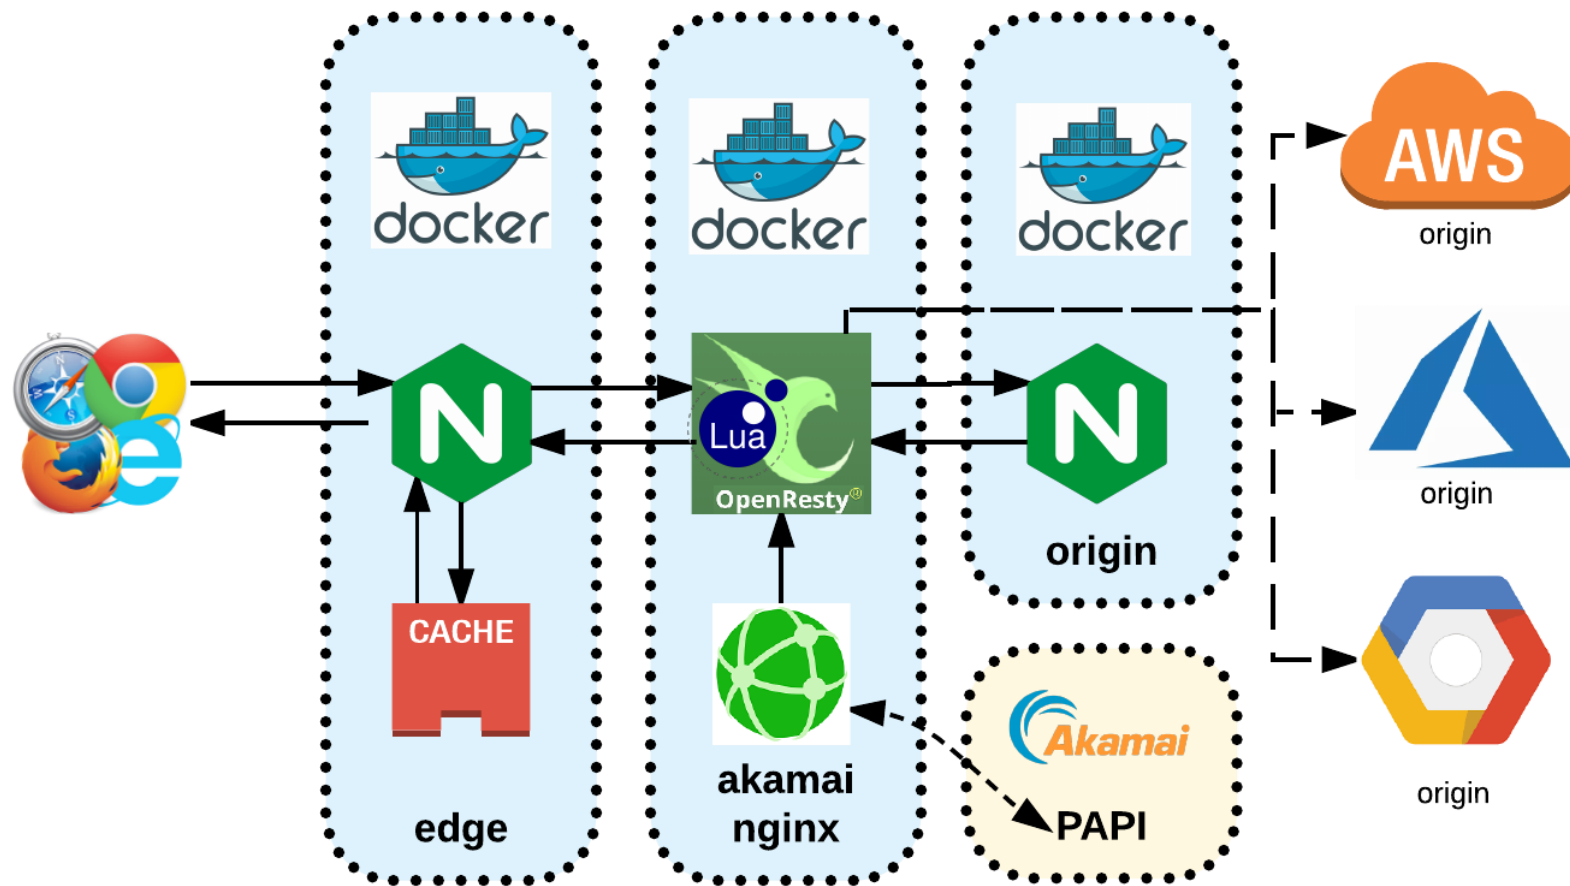 docker
docker
docker
AWS
origin
N
Lua
OpenResty®
N
origin
origin
CACHE
Akamai
akamai
nginx
edge
PAPI
origin